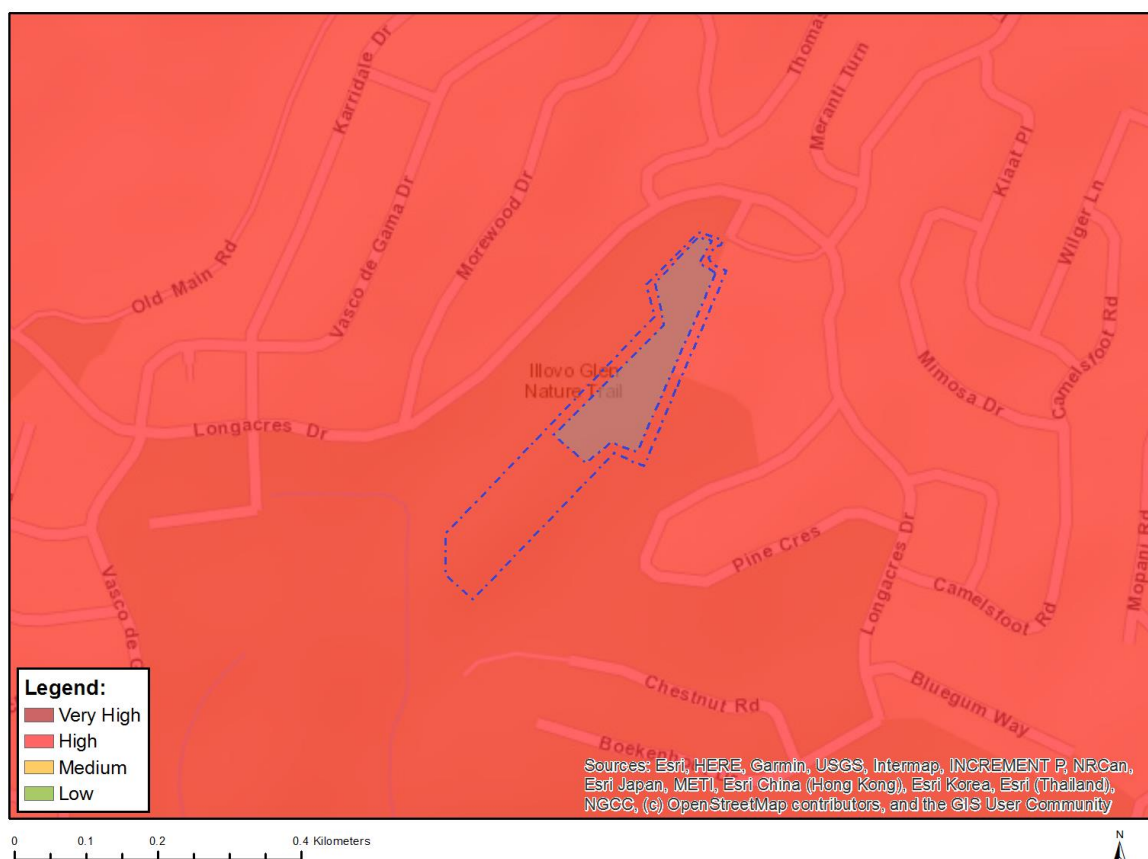 Karridale Dr
Thomas
Meranti Turn
Kiaat Pl
Wilger Ln
Vasco de Gama Dr
Morewood Dr
Old Main Rd
Illovo Glen
Nature Trail
Mimosa Dr
Camelsfoot Rd
Longacres Dr
Pine Cres
Longacres Dr
Mopani Rd
Camelsfoot Rd
Vasco de G
Chestnut Rd
Bluegum Way
Legend:
Very High
High
Medium
Low
Sources: Esri, HERE, Garmin, USGS, Intermap, INCREMENT P, NRCan,
Esri Japan, METI, Esri China (Hong Kong), Esri Korea, Esri (Thailand),
NGCC, (c) OpenStreetMap contributors, and the GIS User Community
0 0.1 0.2 0.4 Kilometers
N